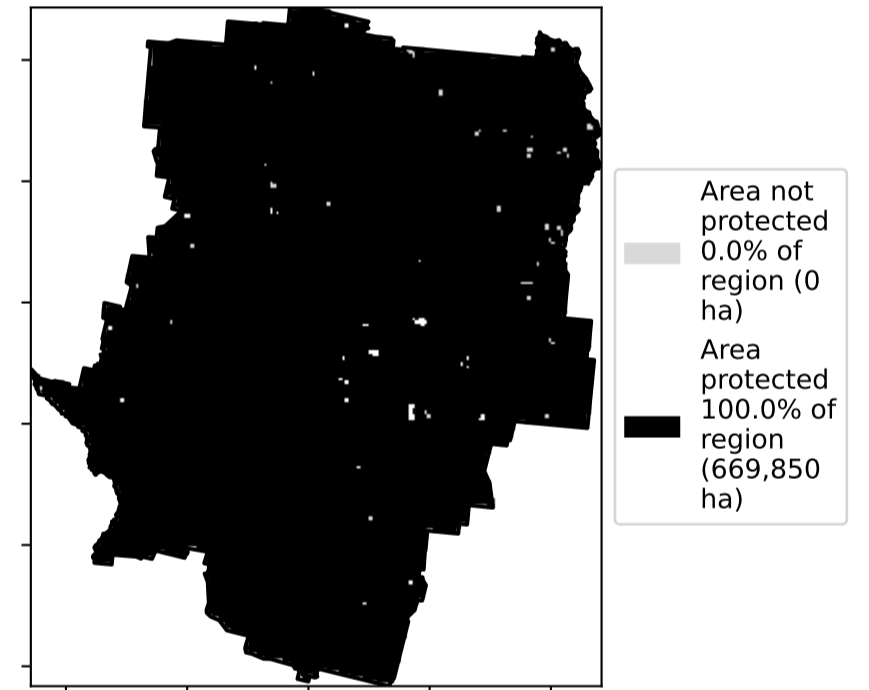 Area not
protected
0.0% of
region (0
ha)
Area
protected
100.0% of
region
(669,850
ha)